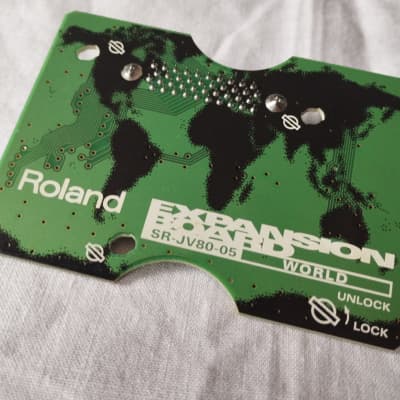 Roland
EXPANSION
BOARD
SR-JV80-05
WORLD
UNLOCK
LOCK